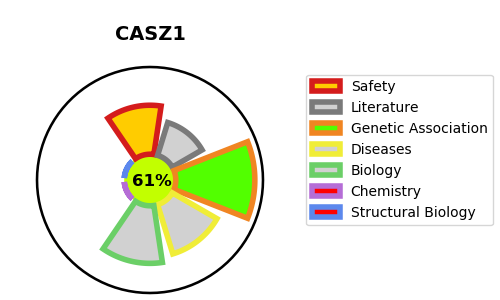 CASZ1
61%
Safety
Literature
Genetic Association
Diseases
Biology
Chemistry
Structural Biology